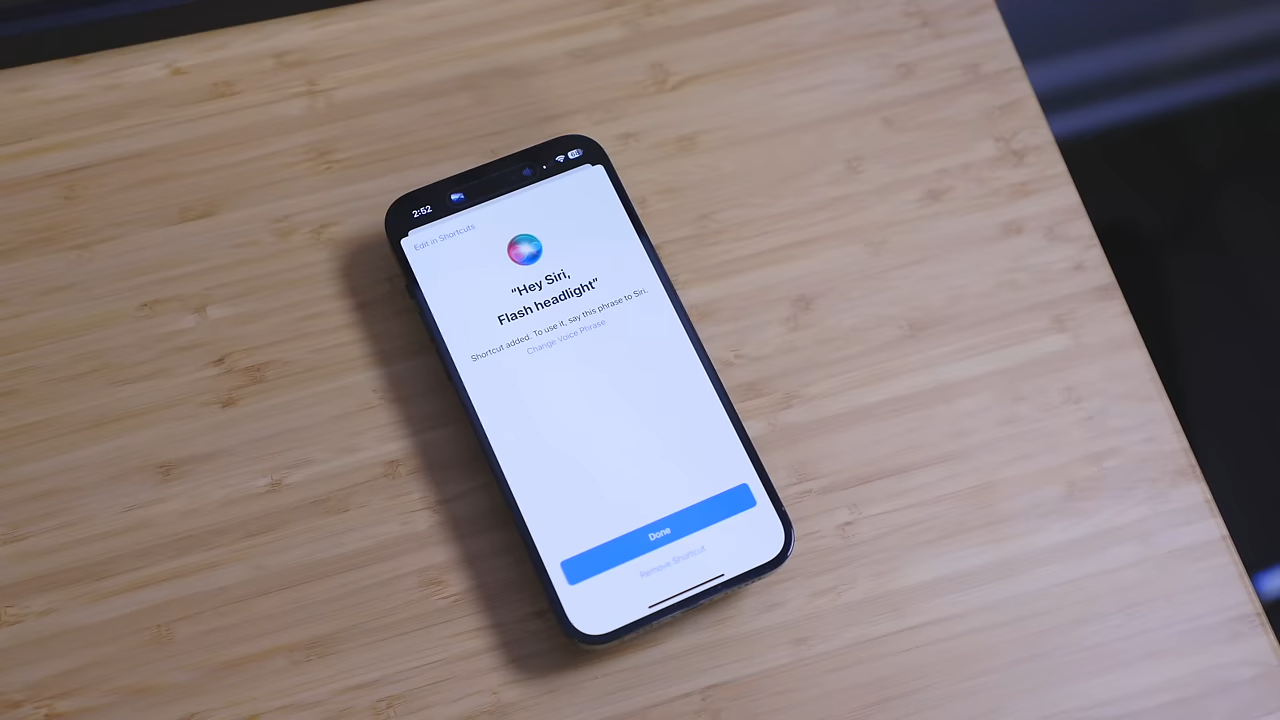 2:52
Edit in Shortcuts
“Hey Siri,
Flash headlight”
Shortcut added. To use it, say this phrase to Siri.
Change Voice Phrase
Done
Remove Shortcut